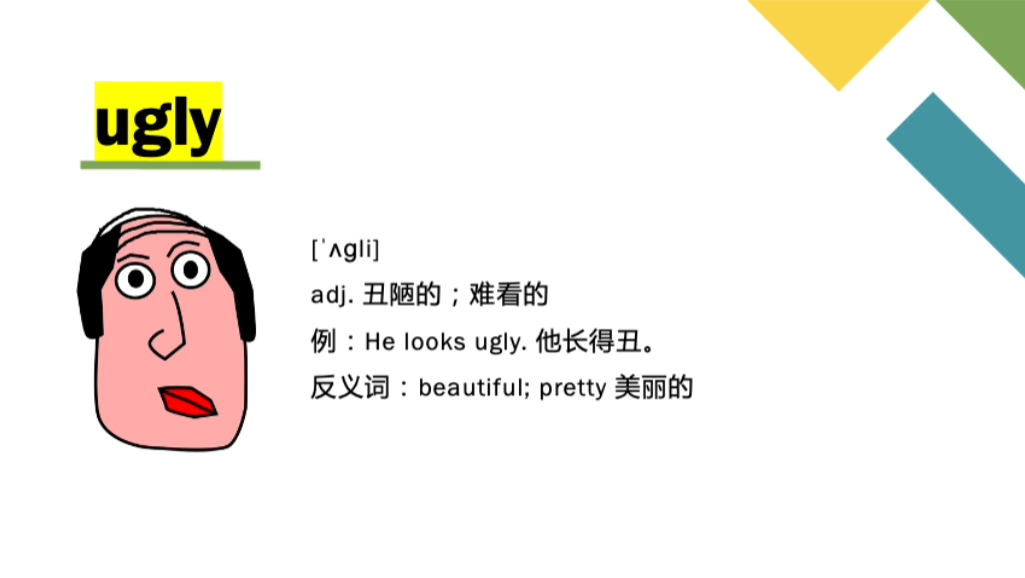 ugly
[ˈʌgli]
adj. 丑陋的；难看的
例：He looks ugly. 他长得丑。
反义词：beautiful; pretty 美丽的